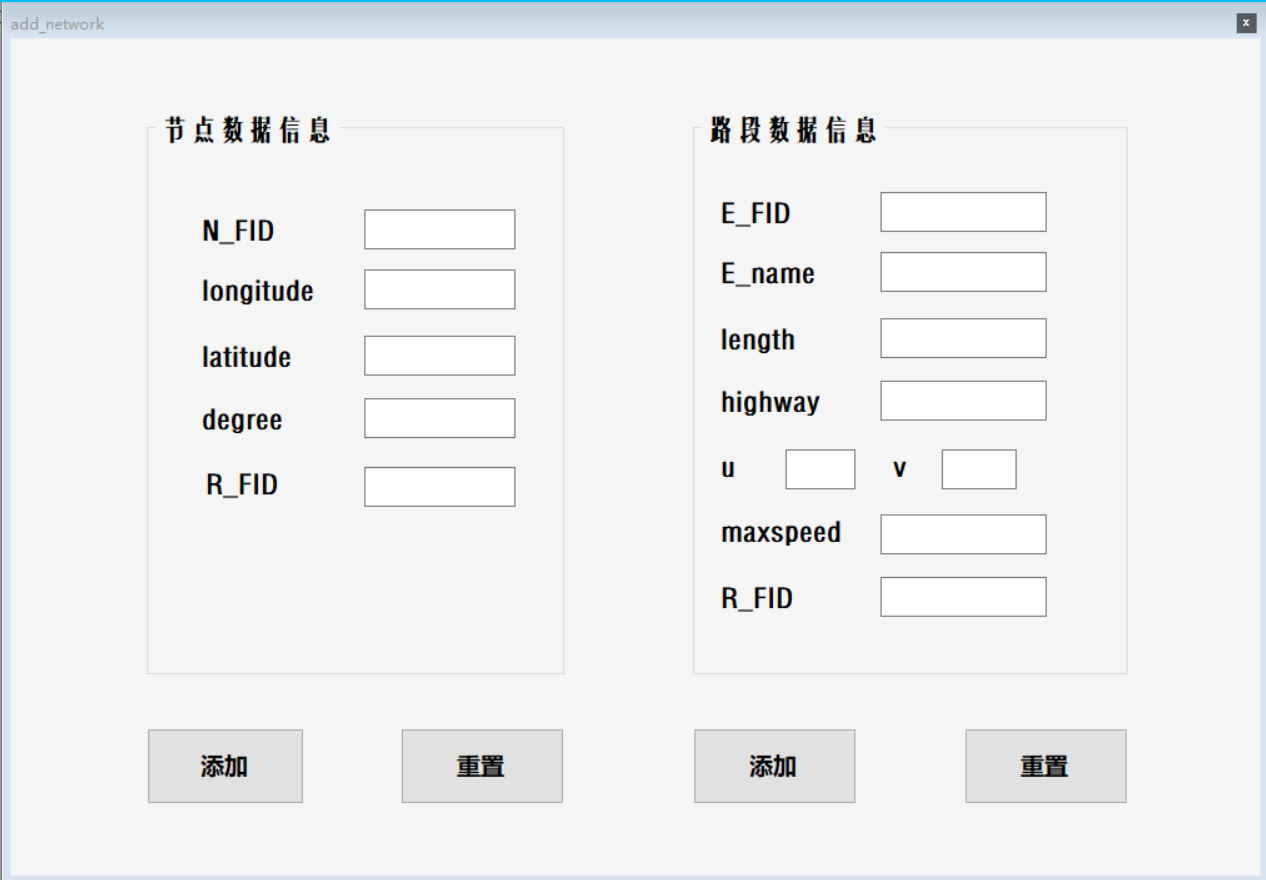 add_network
x
节点数据信息
N_FID
longitude
latitude
degree
R_FID
路段数据信息
E_FID
E_name
length
highway
u v
maxspeed
R_FID
添加 重置 添加 重置